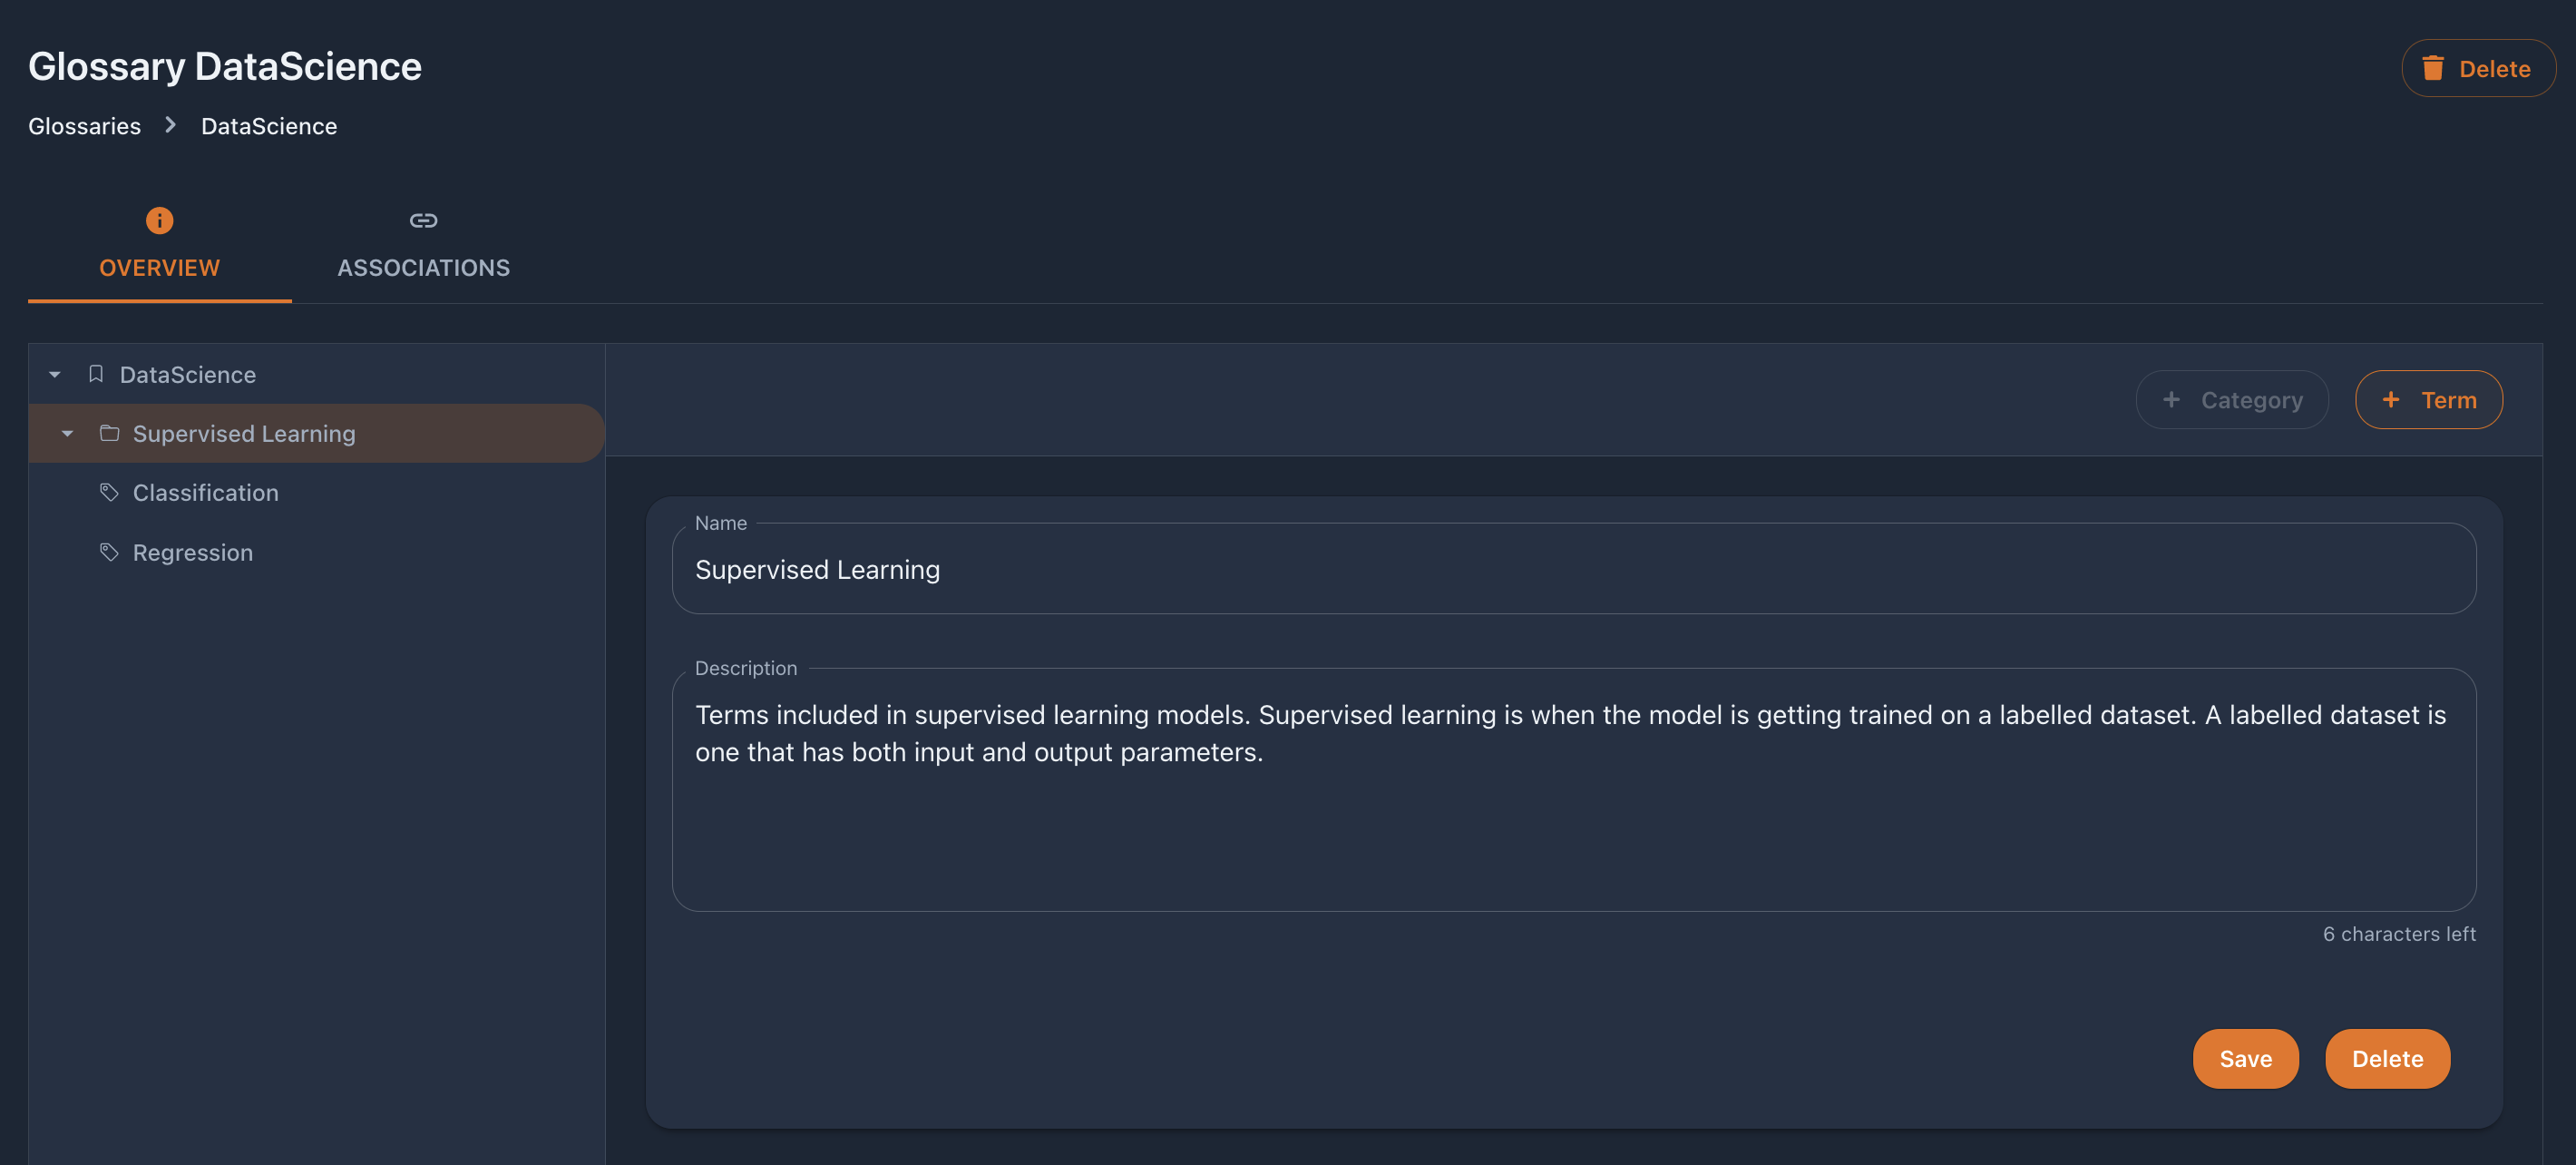 Glossary DataScience
Delete
Glossaries
DataScience
OVERVIEW
ASSOCIATIONS
DataScience
Supervised Learning
Classification
Regression
+ Category
+ Term
Name
Supervised Learning
Description
Terms included in supervised learning models. Supervised learning is when the model is getting trained on a labelled dataset. A labelled dataset is
one that has both input and output parameters.
6 characters left
Save
Delete